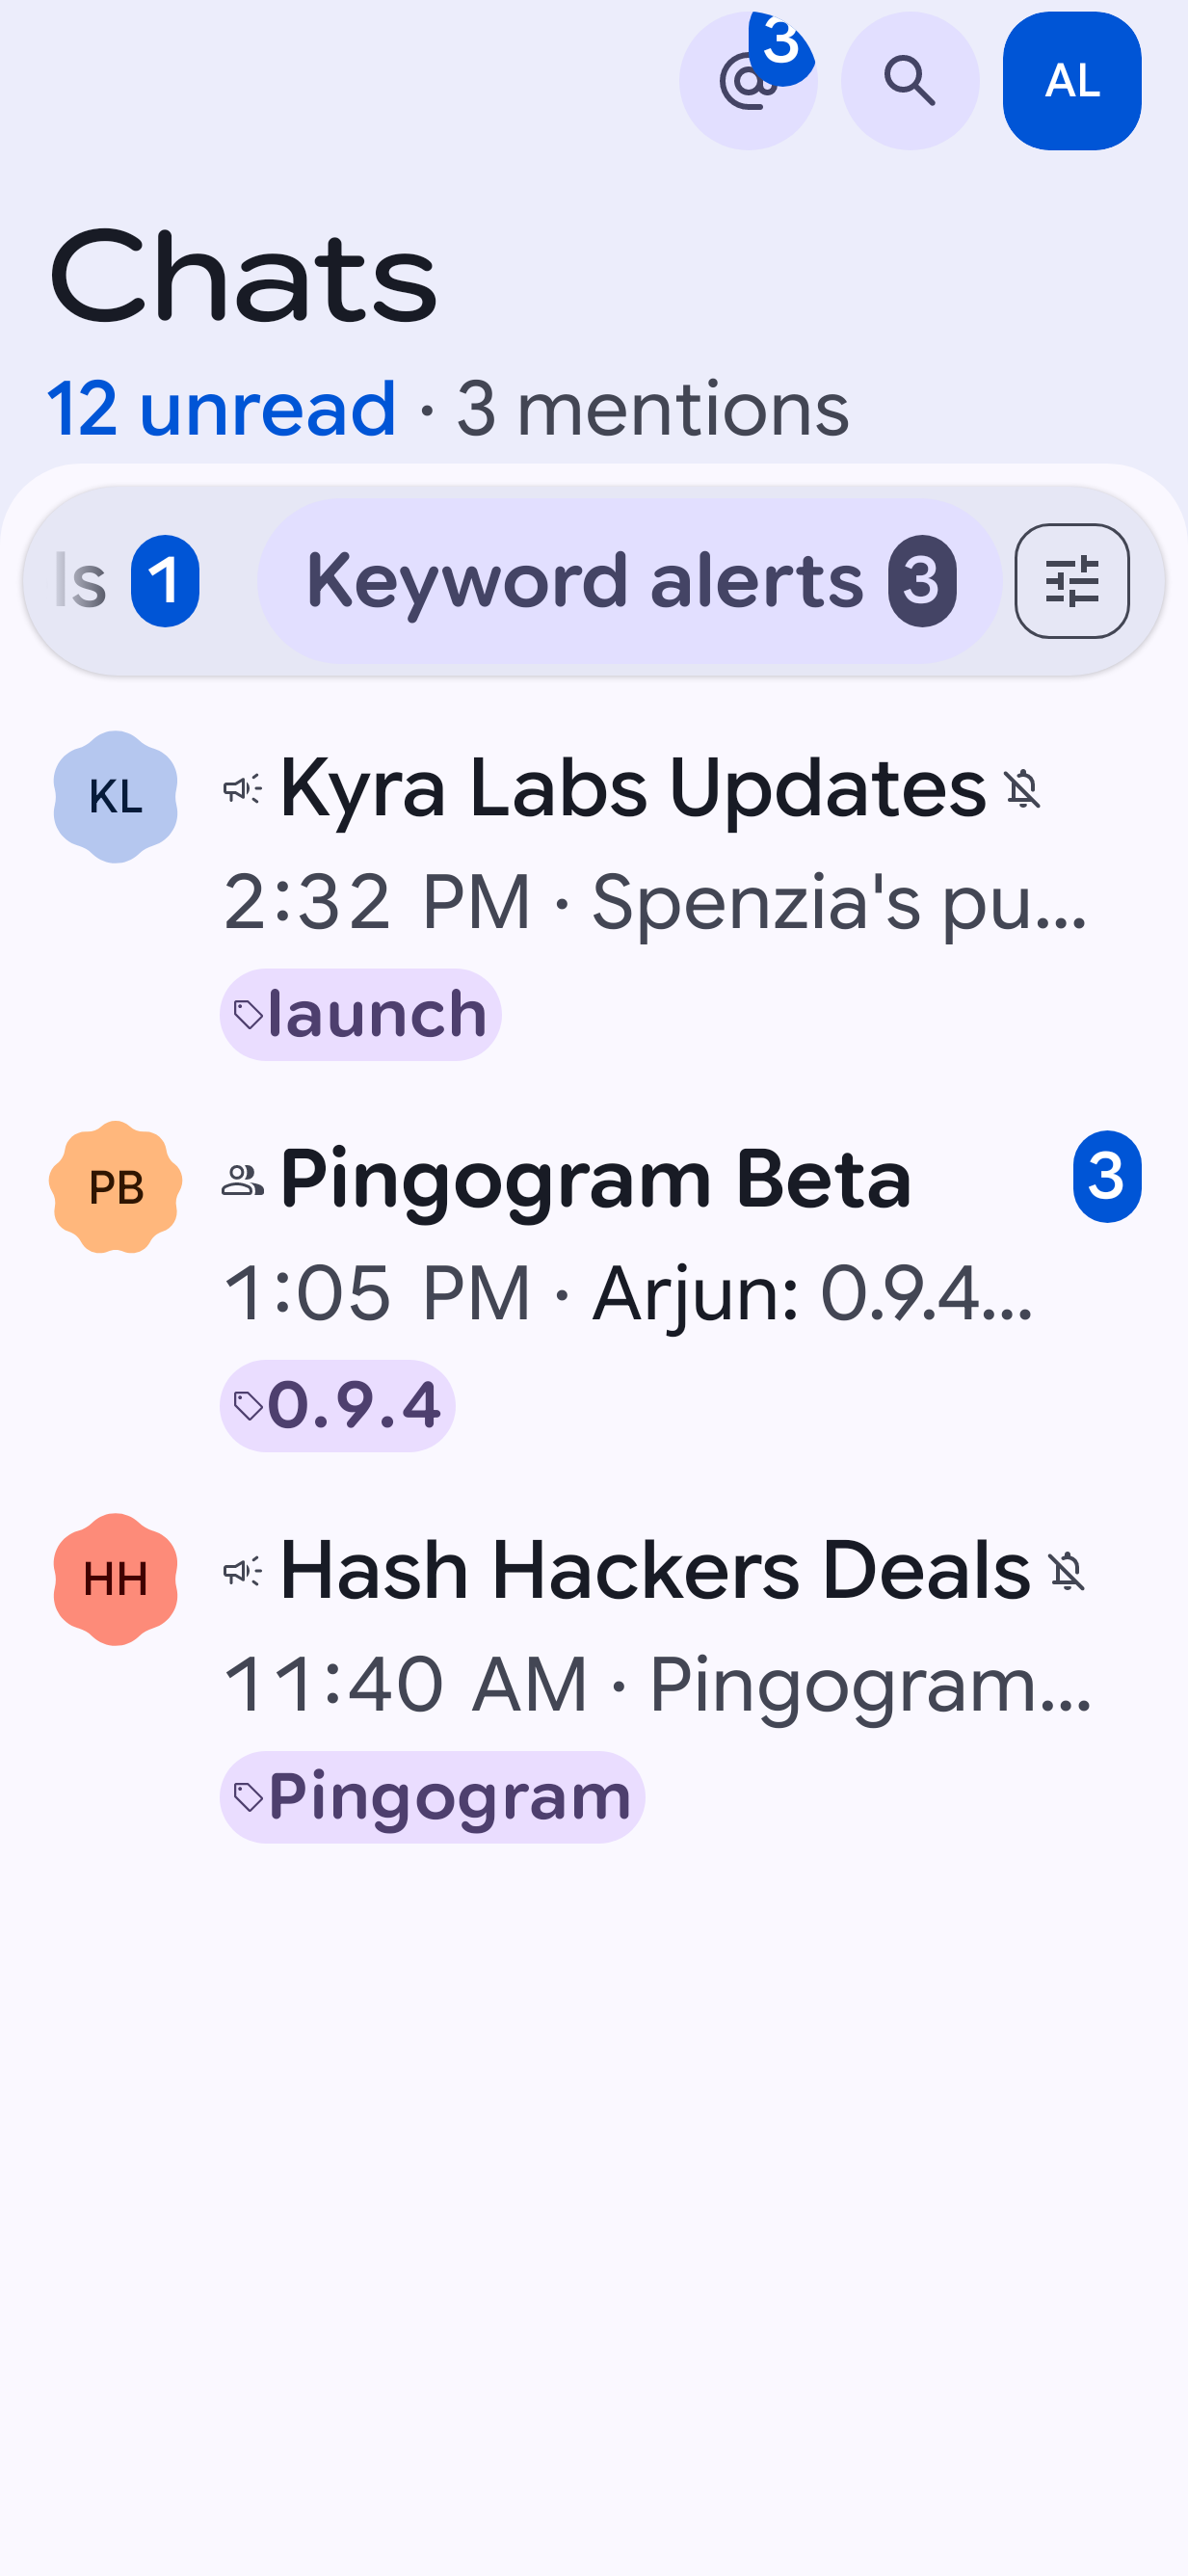 3
AL
Chats
12 unread · 3 mentions
ls 1 Keyword alerts 3
KL Kyra Labs Updates
2:32 PM · Spenzia's pu...
launch
PB Pingogram Beta 3
1:05 PM · Arjun: 0.9.4...
0.9.4
HH Hash Hackers Deals
11:40 AM · Pingogram...
Pingogram